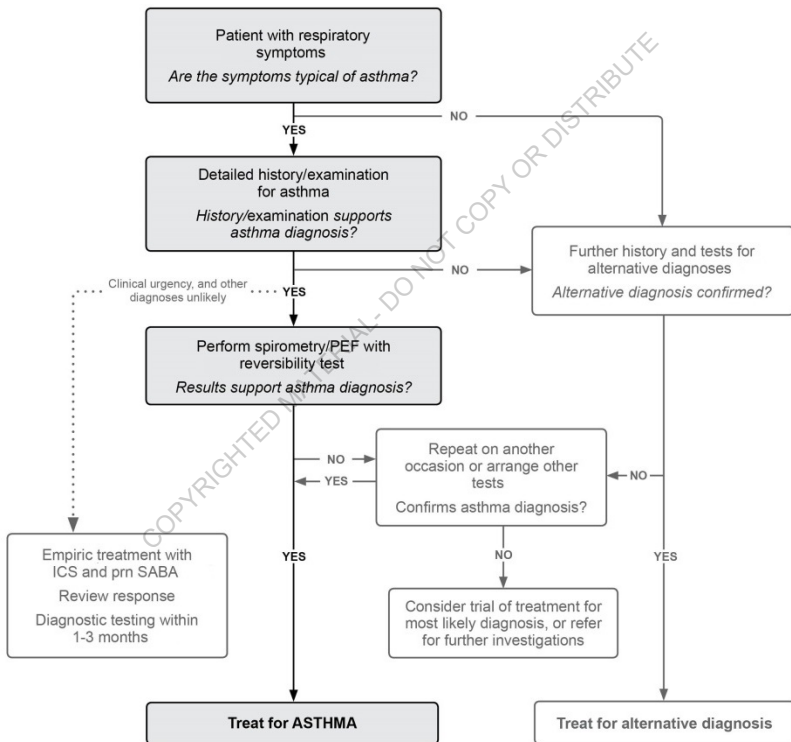 Patient with respiratory
symptoms
Are the symptoms typical of asthma?
NO
YES
Detailed history/examination
for asthma
History/examination supports
asthma diagnosis?
NO
Further history and tests for
alternative diagnoses
Alternative diagnosis confirmed?
Clinical urgency, and other
diagnoses unlikely
YES
Perform spirometry/PEF with
reversibility test
Results support asthma diagnosis?
NO
YES
Repeat on another
occasion or arrange other
tests
Confirms asthma diagnosis?
NO
NO
YES
YES
Empiric treatment with
ICS and prn SABA
Review response
Diagnostic testing within
1-3 months
Consider trial of treatment for
most likely diagnosis, or refer
for further investigations
Treat for ASTHMA
Treat for alternative diagnosis
COPYRIGHTED MATERIAL- DO NOT COPY OR DISTRIBUTE